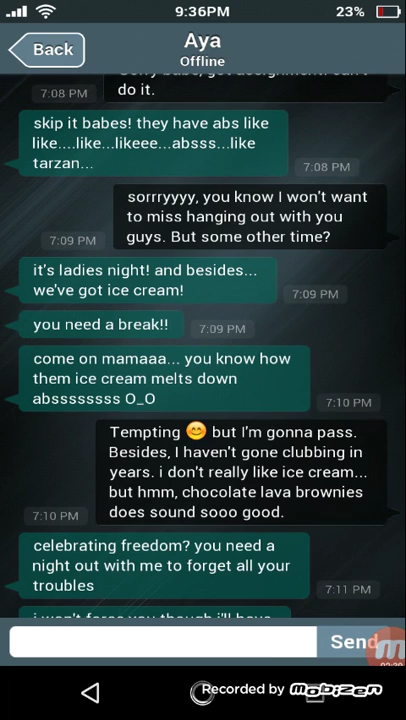 9:36PM
23%
Back
Aya
Offline
do it.
7:08 PM
skip it babes! they have abs like
like....like...likeee...absss...like
tarzan...
7:08 PM
sorrryyyy, you know I won't want
to miss hanging out with you
guys. But some other time?
7:09 PM
it's ladies night! and besides...
we've got ice cream!
7:09 PM
you need a break!!
7:09 PM
come on mamaaa... you know how
them ice cream melts down
abssssssss O_O
7:10 PM
Tempting 😊 but I'm gonna pass.
Besides, I haven't gone clubbing in
years. i don't really like ice cream...
but hmm, chocolate lava brownies
does sound sooo good.
7:10 PM
celebrating freedom? you need a
night out with me to forget all your
troubles
7:11 PM
Send
Recorded by mobizen